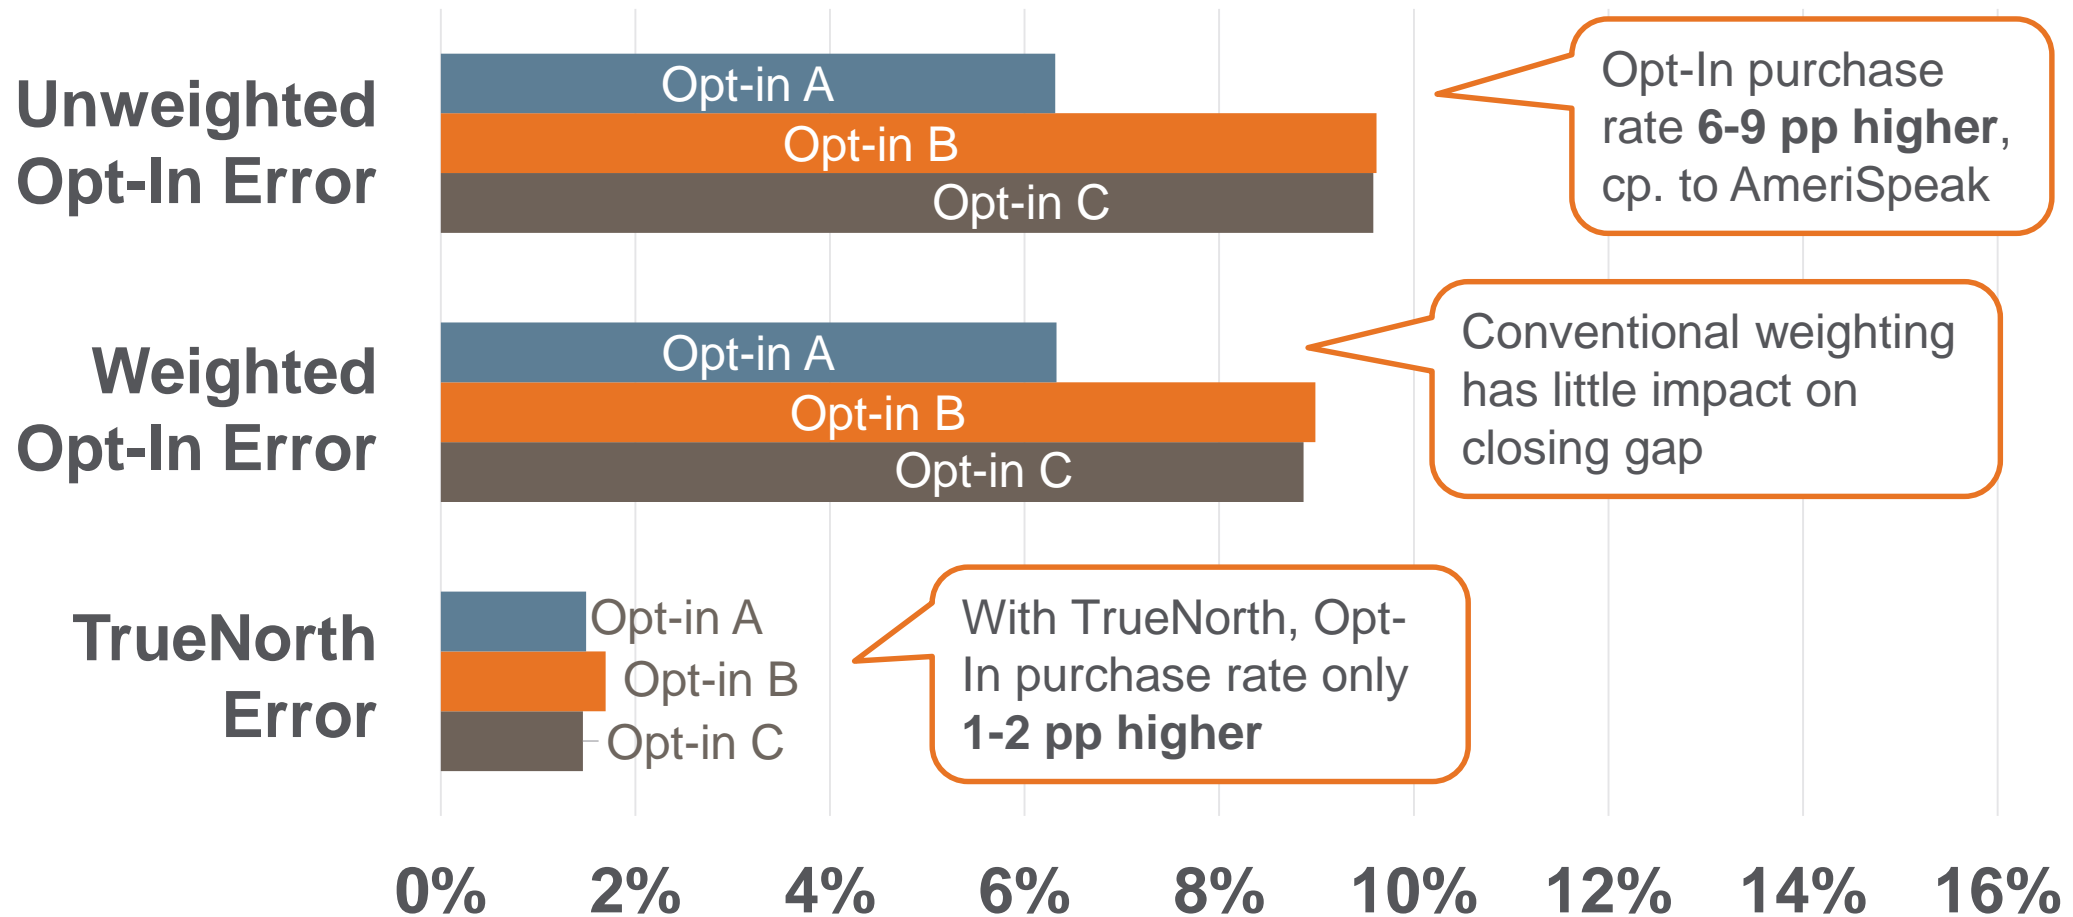 Unweighted
Opt-In Error
Opt-in A
Opt-in B
Opt-in C
Opt-In purchase
rate 6-9 pp higher,
cp. to AmeriSpeak
Weighted
Opt-In Error
Opt-in A
Opt-in B
Opt-in C
Conventional weighting
has little impact on
closing gap
TrueNorth
Error
Opt-in A
Opt-in B
Opt-in C
With TrueNorth, Opt-
In purchase rate only
1-2 pp higher
0% 2% 4% 6% 8% 10% 12% 14% 16%